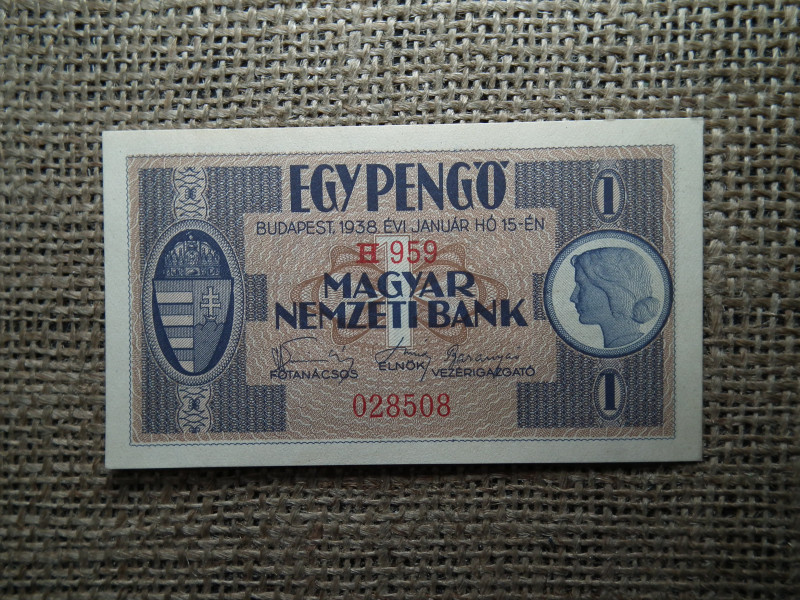 EGY PENGŐ
1
BUDAPEST, 1938. ÉVI JANUÁR HÓ 15-ÉN
H 959
1
MAGYAR
NEMZETI BANK
FŐTANÁCSOS ELNÖK VEZÉRIGAZGATÓ
1
028508